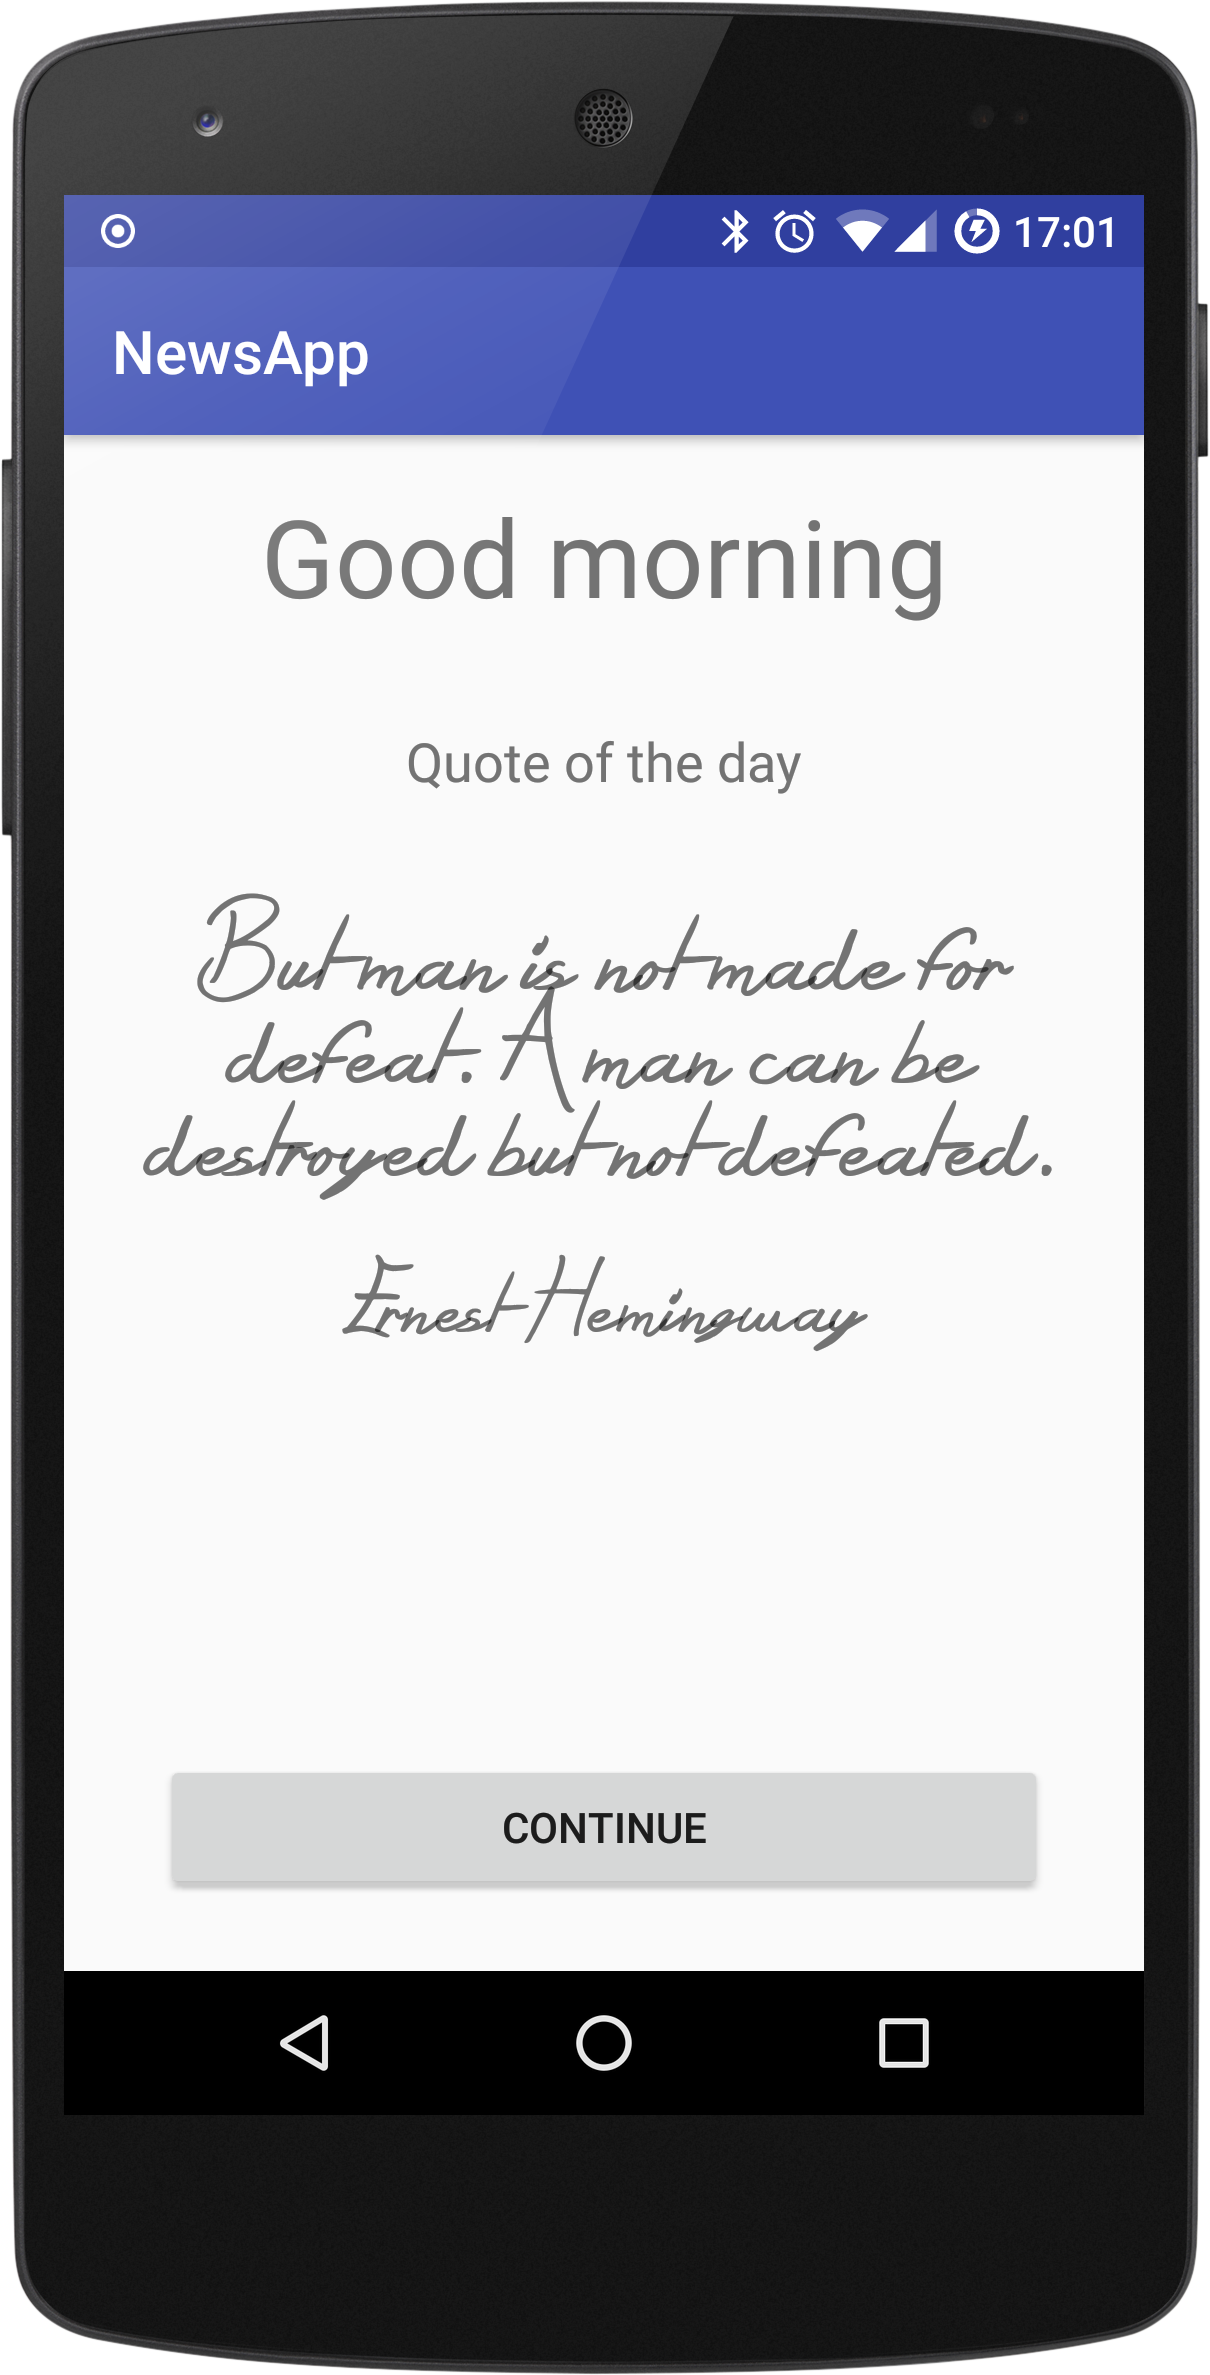 17:01
NewsApp
Good morning
Quote of the day
But man is not made for
defeat. A man can be
destroyed but not defeated.
Ernest Hemingway
CONTINUE